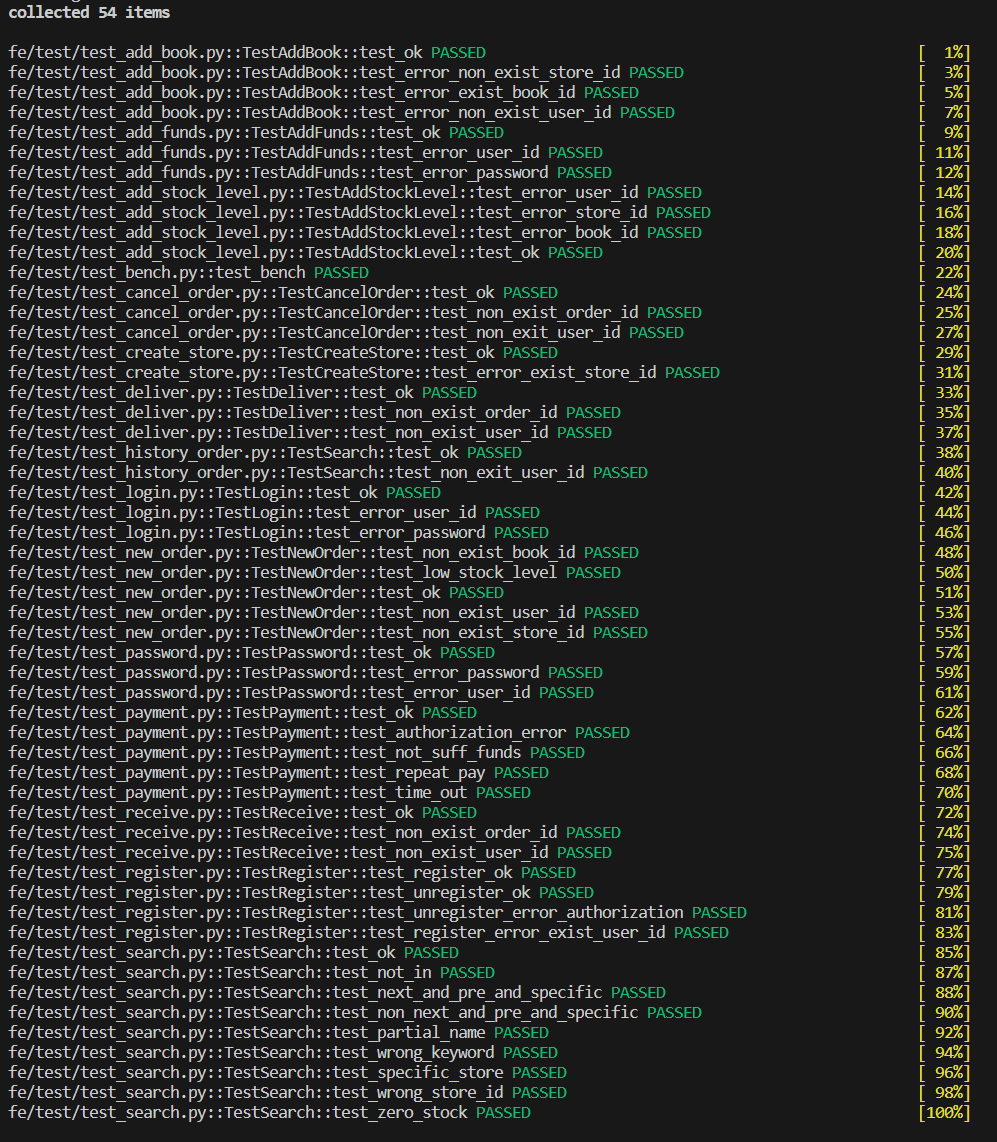 collected 54 items
fe/test/test_add_book.py::TestAddBook::test_ok PASSED [  1%]
fe/test/test_add_book.py::TestAddBook::test_error_non_exist_store_id PASSED [  3%]
fe/test/test_add_book.py::TestAddBook::test_error_exist_book_id PASSED [  5%]
fe/test/test_add_book.py::TestAddBook::test_error_non_exist_user_id PASSED [  7%]
fe/test/test_add_funds.py::TestAddFunds::test_ok PASSED [  9%]
fe/test/test_add_funds.py::TestAddFunds::test_error_user_id PASSED [ 11%]
fe/test/test_add_funds.py::TestAddFunds::test_error_password PASSED [ 12%]
fe/test/test_add_stock_level.py::TestAddStockLevel::test_error_user_id PASSED [ 14%]
fe/test/test_add_stock_level.py::TestAddStockLevel::test_error_store_id PASSED [ 16%]
fe/test/test_add_stock_level.py::TestAddStockLevel::test_error_book_id PASSED [ 18%]
fe/test/test_add_stock_level.py::TestAddStockLevel::test_ok PASSED [ 20%]
fe/test/test_bench.py::test_bench PASSED [ 22%]
fe/test/test_cancel_order.py::TestCancelOrder::test_ok PASSED [ 24%]
fe/test/test_cancel_order.py::TestCancelOrder::test_non_exist_order_id PASSED [ 25%]
fe/test/test_cancel_order.py::TestCancelOrder::test_non_exit_user_id PASSED [ 27%]
fe/test/test_create_store.py::TestCreateStore::test_ok PASSED [ 29%]
fe/test/test_create_store.py::TestCreateStore::test_error_exist_store_id PASSED [ 31%]
fe/test/test_deliver.py::TestDeliver::test_ok PASSED [ 33%]
fe/test/test_deliver.py::TestDeliver::test_non_exist_order_id PASSED [ 35%]
fe/test/test_deliver.py::TestDeliver::test_non_exist_user_id PASSED [ 37%]
fe/test/test_history_order.py::TestSearch::test_ok PASSED [ 38%]
fe/test/test_history_order.py::TestSearch::test_non_exit_user_id PASSED [ 40%]
fe/test/test_login.py::TestLogin::test_ok PASSED [ 42%]
fe/test/test_login.py::TestLogin::test_error_user_id PASSED [ 44%]
fe/test/test_login.py::TestLogin::test_error_password PASSED [ 46%]
fe/test/test_new_order.py::TestNewOrder::test_non_exist_book_id PASSED [ 48%]
fe/test/test_new_order.py::TestNewOrder::test_low_stock_level PASSED [ 50%]
fe/test/test_new_order.py::TestNewOrder::test_ok PASSED [ 51%]
fe/test/test_new_order.py::TestNewOrder::test_non_exist_user_id PASSED [ 53%]
fe/test/test_new_order.py::TestNewOrder::test_non_exist_store_id PASSED [ 55%]
fe/test/test_password.py::TestPassword::test_ok PASSED [ 57%]
fe/test/test_password.py::TestPassword::test_error_password PASSED [ 59%]
fe/test/test_password.py::TestPassword::test_error_user_id PASSED [ 61%]
fe/test/test_payment.py::TestPayment::test_ok PASSED [ 62%]
fe/test/test_payment.py::TestPayment::test_authorization_error PASSED [ 64%]
fe/test/test_payment.py::TestPayment::test_not_suff_funds PASSED [ 66%]
fe/test/test_payment.py::TestPayment::test_repeat_pay PASSED [ 68%]
fe/test/test_payment.py::TestPayment::test_time_out PASSED [ 70%]
fe/test/test_receive.py::TestReceive::test_ok PASSED [ 72%]
fe/test/test_receive.py::TestReceive::test_non_exist_order_id PASSED [ 74%]
fe/test/test_receive.py::TestReceive::test_non_exist_user_id PASSED [ 75%]
fe/test/test_register.py::TestRegister::test_register_ok PASSED [ 77%]
fe/test/test_register.py::TestRegister::test_unregister_ok PASSED [ 79%]
fe/test/test_register.py::TestRegister::test_unregister_error_authorization PASSED [ 81%]
fe/test/test_register.py::TestRegister::test_register_error_exist_user_id PASSED [ 83%]
fe/test/test_search.py::TestSearch::test_ok PASSED [ 85%]
fe/test/test_search.py::TestSearch::test_not_in PASSED [ 87%]
fe/test/test_search.py::TestSearch::test_next_and_pre_and_specific PASSED [ 88%]
fe/test/test_search.py::TestSearch::test_non_next_and_pre_and_specific PASSED [ 90%]
fe/test/test_search.py::TestSearch::test_partial_name PASSED [ 92%]
fe/test/test_search.py::TestSearch::test_wrong_keyword PASSED [ 94%]
fe/test/test_search.py::TestSearch::test_specific_store PASSED [ 96%]
fe/test/test_search.py::TestSearch::test_wrong_store_id PASSED [ 98%]
fe/test/test_search.py::TestSearch::test_zero_stock PASSED [100%]